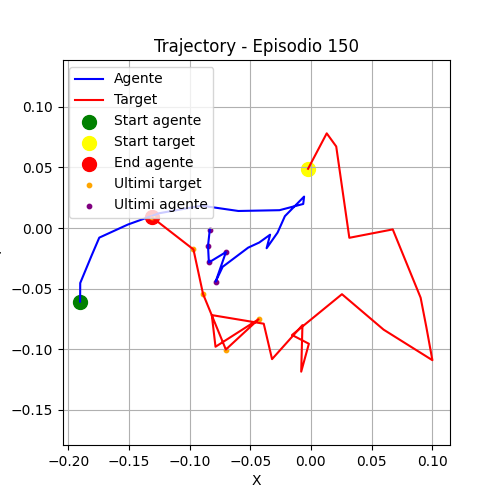 Trajectory - Episodio 150
Agente
Target
Start agente
Start target
End agente
Ultimi target
Ultimi agente
0.10
0.05
0.00
−0.05
−0.10
−0.15
−0.20
−0.15
−0.10
−0.05
0.00
0.05
0.10
X